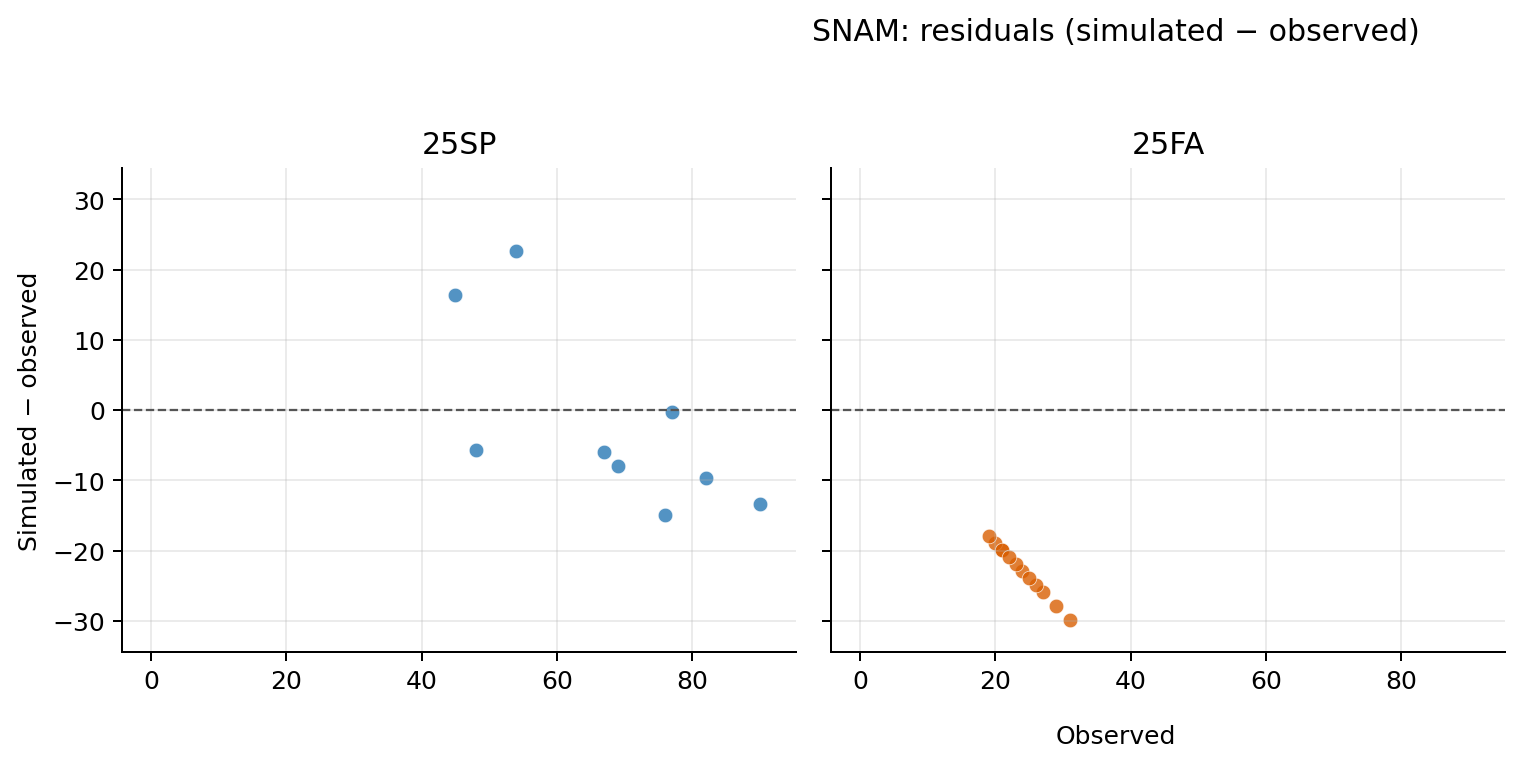 SNAM: residuals (simulated − observed)
25SP
25FA
Simulated − observed
30
20
10
0
−10
−20
−30
0 20 40 60 80
0 20 40 60 80
Observed